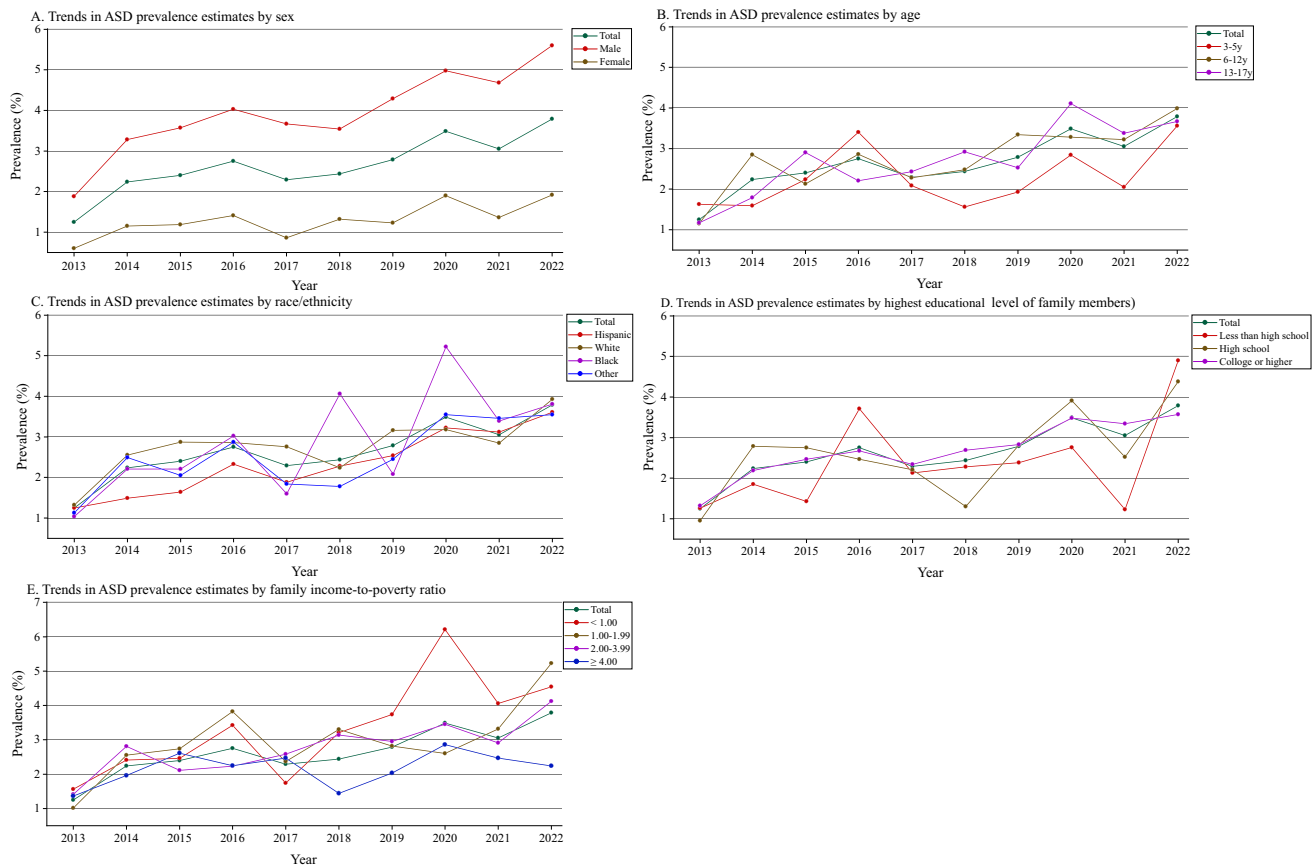 A. Trends in ASD prevalence estimates by sex
6
5
4
3
2
1
Prevalence (%)
2013 2014 2015 2016 2017 2018 2019 2020 2021 2022
Year
Total
Male
Female
B. Trends in ASD prevalence estimates by age
6
5
4
3
2
1
Prevalence (%)
2013 2014 2015 2016 2017 2018 2019 2020 2021 2022
Year
Total
3-5y
6-12y
13-17y
C. Trends in ASD prevalence estimates by race/ethnicity
6
5
4
3
2
1
Prevalence (%)
2013 2014 2015 2016 2017 2018 2019 2020 2021 2022
Year
Total
Hispanic
White
Black
Other
D. Trends in ASD prevalence estimates by highest educational level of family members)
6
5
4
3
2
1
Prevalence (%)
2013 2014 2015 2016 2017 2018 2019 2020 2021 2022
Year
Total
Less than high school
High school
Colloge or higher
E. Trends in ASD prevalence estimates by family income-to-poverty ratio
7
6
5
4
3
2
1
Prevalence (%)
2013 2014 2015 2016 2017 2018 2019 2020 2021 2022
Year
Total
< 1.00
1.00-1.99
2.00-3.99
≥ 4.00